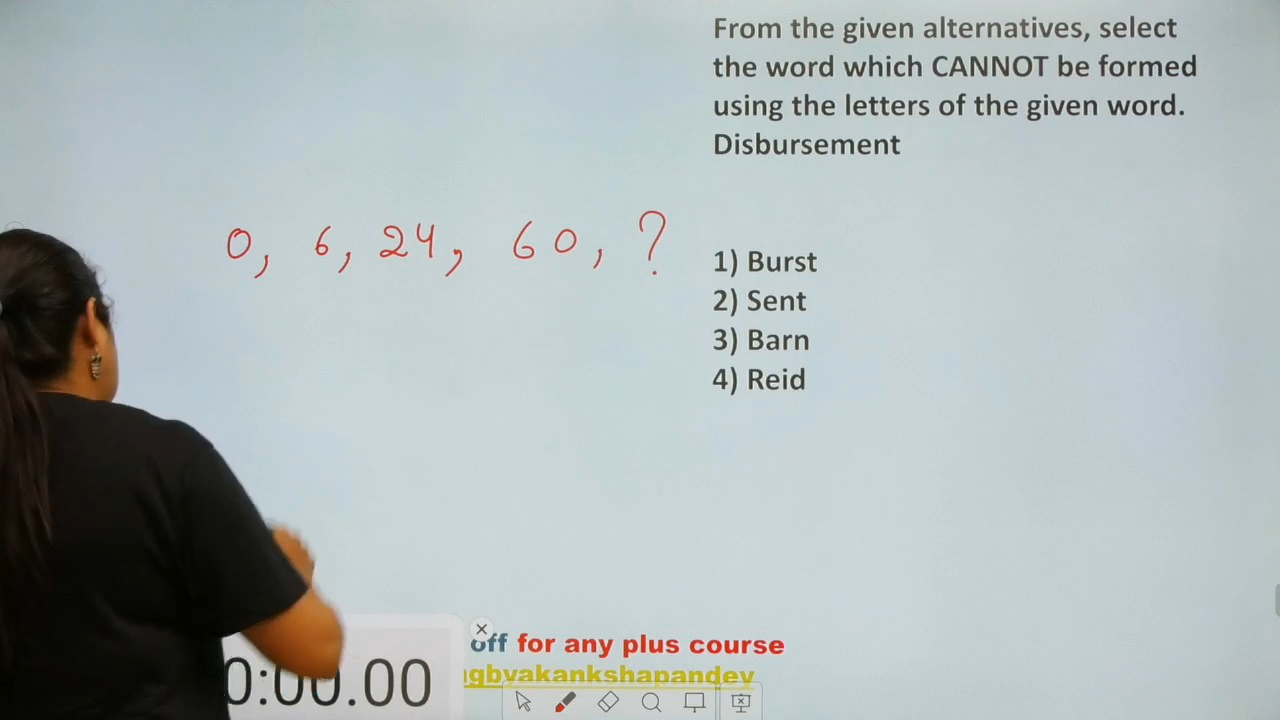 From the given alternatives, select
the word which CANNOT be formed
using the letters of the given word.
Disbursement
0, 6, 24, 60, ?
1) Burst
2) Sent
3) Barn
4) Reid
off for any plus course
gbyakankshapandey
0:00.00